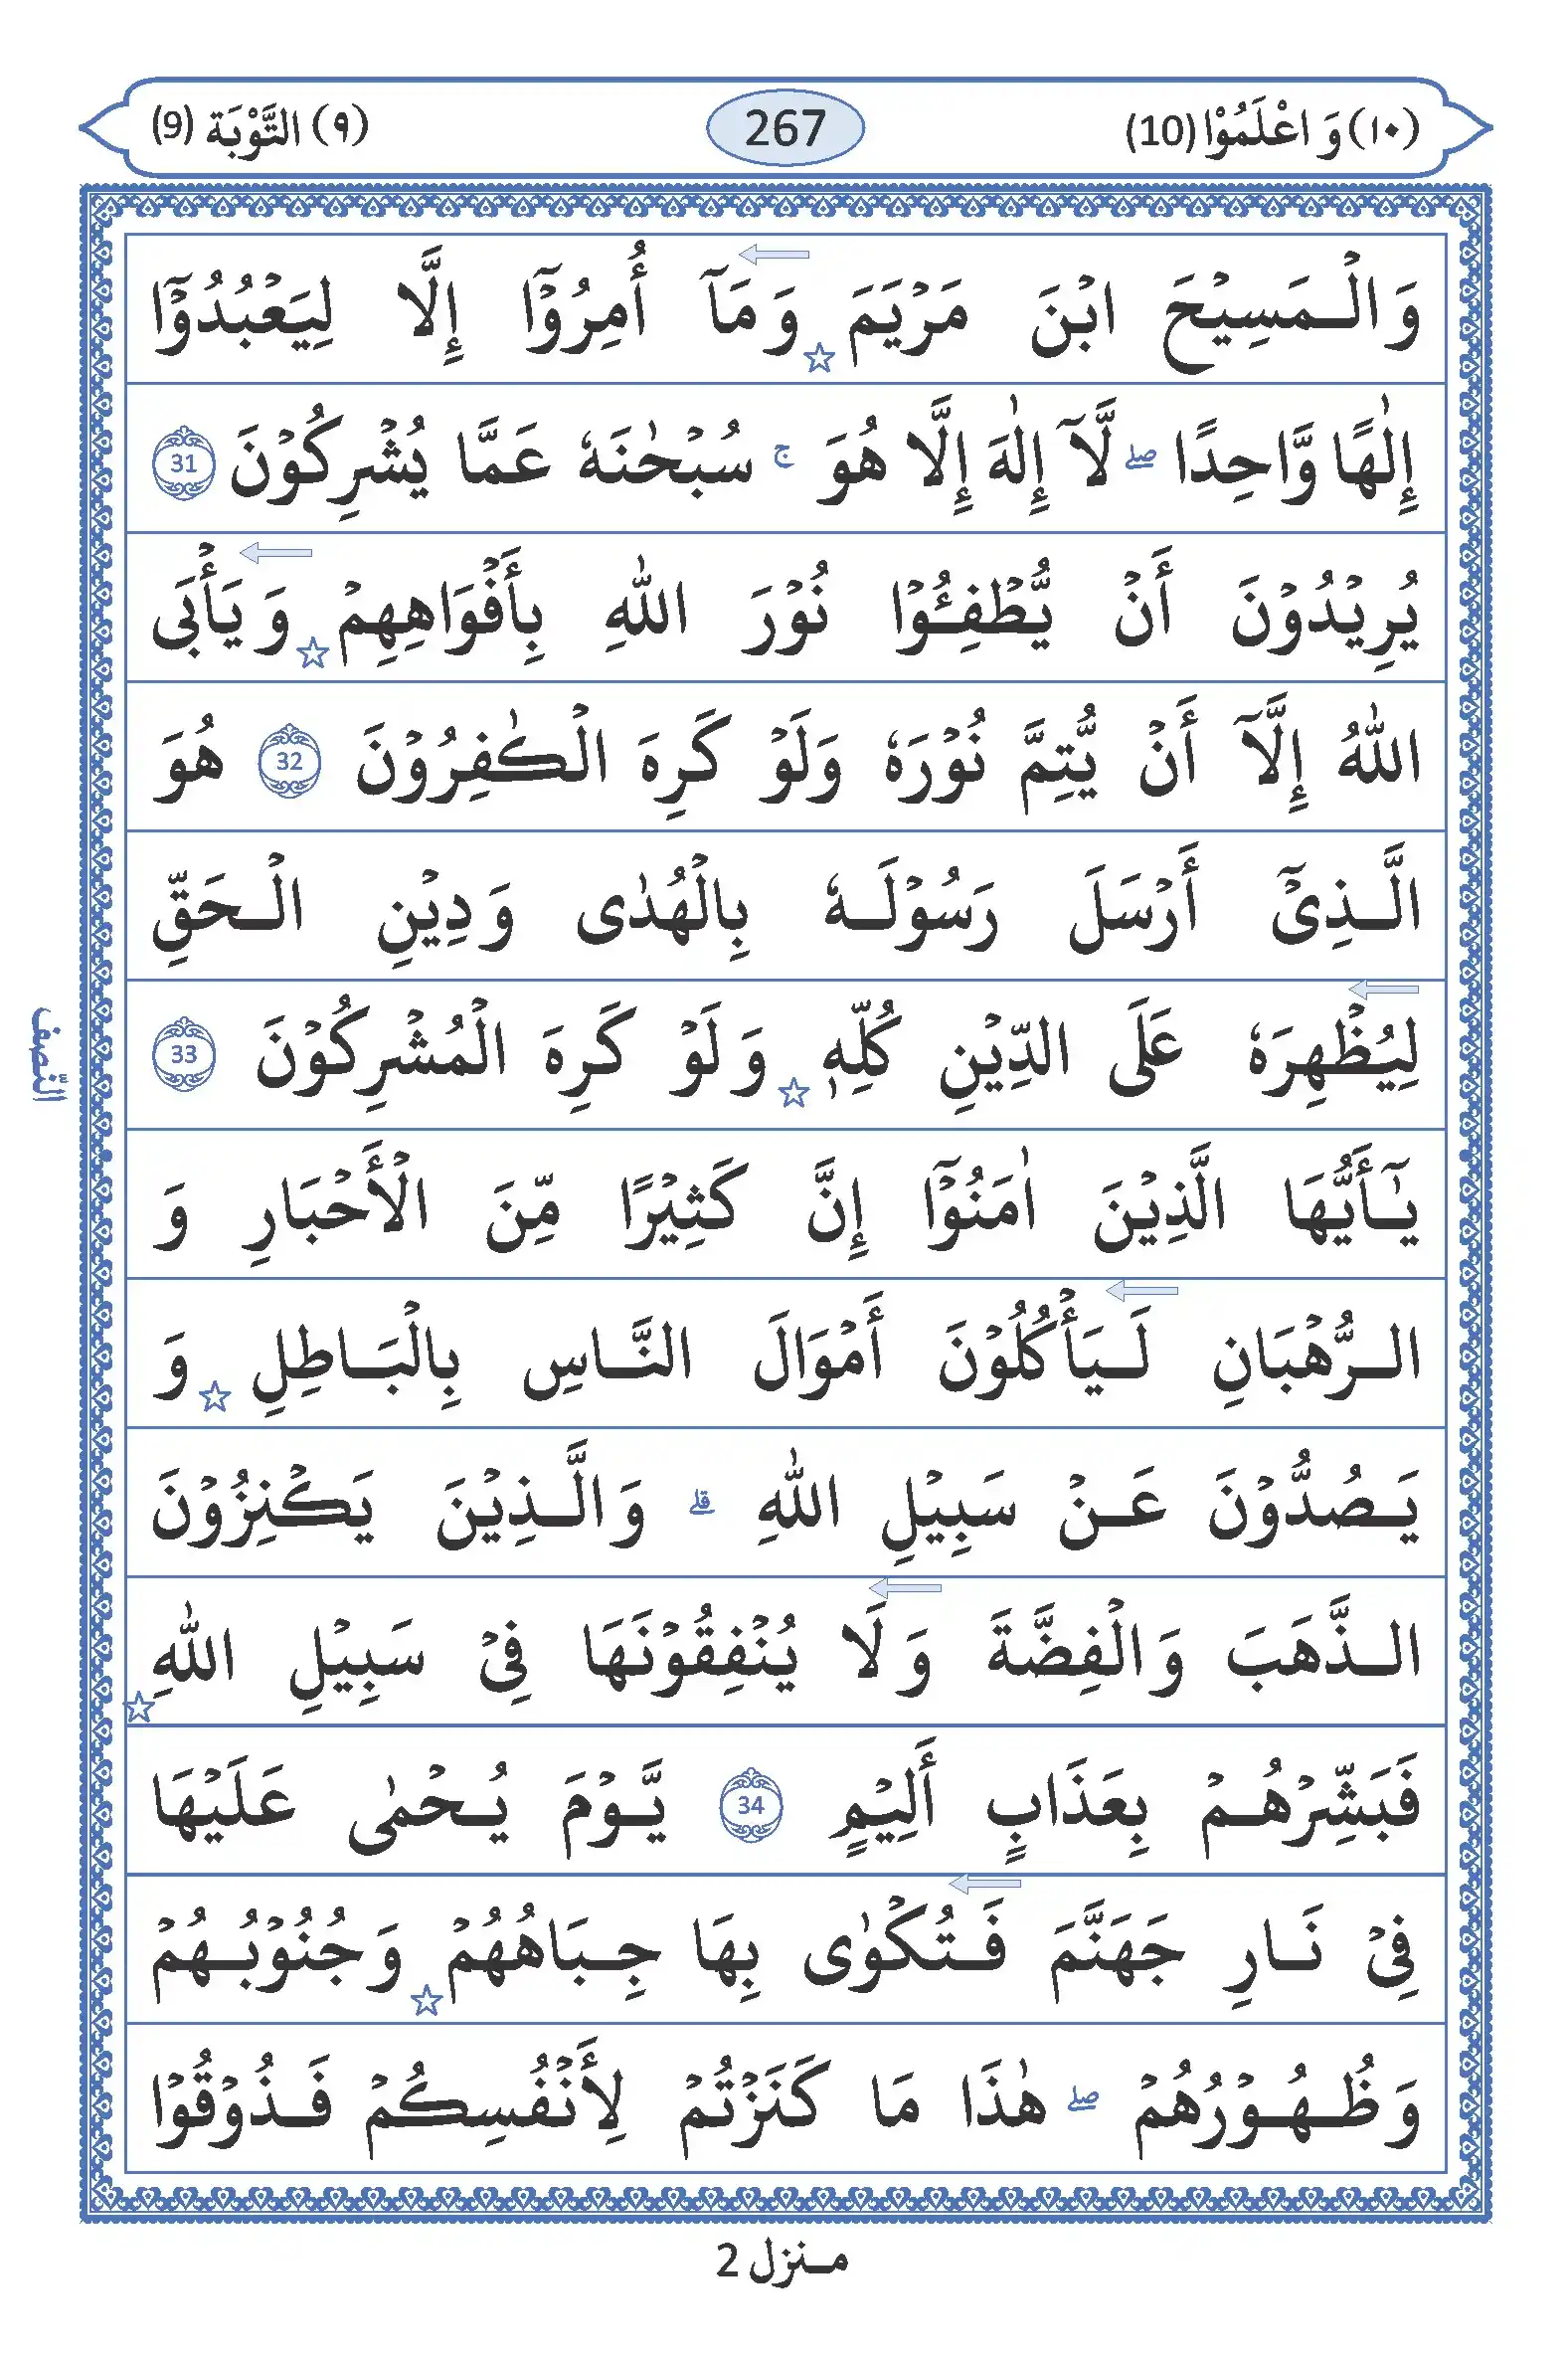 (١٠) وَ اعْلَمُوْا (10) 267 (٩) التَّوْبَة (9)
وَالْمَسِيْحَ ابْنَ مَرْيَمَ ☆ وَمَآ أُمِرُوْٓا إِلَّا لِيَعْبُدُوْٓا
إِلٰهًا وَّاحِدًا ۖ لَّآ إِلٰهَ إِلَّا هُوَ ۚ سُبْحٰنَهٗ عَمَّا يُشْرِكُوْنَ 31
يُرِيْدُوْنَ أَنْ يُّطْفِـُٔوْا نُوْرَ اللّٰهِ بِأَفْوَاهِهِمْ ☆ وَيَأْبَى
اللّٰهُ إِلَّآ أَنْ يُّتِمَّ نُوْرَهٗ وَلَوْ كَرِهَ الْكٰفِرُوْنَ 32 هُوَ
الَّذِىْٓ أَرْسَلَ رَسُوْلَهٗ بِالْهُدٰى وَدِيْنِ الْحَقِّ
لِيُظْهِرَهٗ عَلَى الدِّيْنِ كُلِّهٖ ☆ وَلَوْ كَرِهَ الْمُشْرِكُوْنَ 33
النّصف
يٰٓأَيُّهَا الَّذِيْنَ اٰمَنُوْٓا إِنَّ كَثِيْرًا مِّنَ الْأَحْبَارِ وَ
الرُّهْبَانِ لَيَأْكُلُوْنَ أَمْوَالَ النَّاسِ بِالْبَاطِلِ ☆ وَ
يَصُدُّوْنَ عَنْ سَبِيْلِ اللّٰهِ ۗ وَالَّذِيْنَ يَكْنِزُوْنَ
الذَّهَبَ وَالْفِضَّةَ وَلَا يُنْفِقُوْنَهَا فِىْ سَبِيْلِ اللّٰهِ ☆
فَبَشِّرْهُمْ بِعَذَابٍ أَلِيْمٍ 34 يَّوْمَ يُحْمٰى عَلَيْهَا
فِىْ نَارِ جَهَنَّمَ فَتُكْوٰى بِهَا جِبَاهُهُمْ ☆ وَجُنُوْبُهُمْ
وَظُهُوْرُهُمْ ۖ هٰذَا مَا كَنَزْتُمْ لِأَنْفُسِكُمْ فَذُوْقُوْا
منزل 2